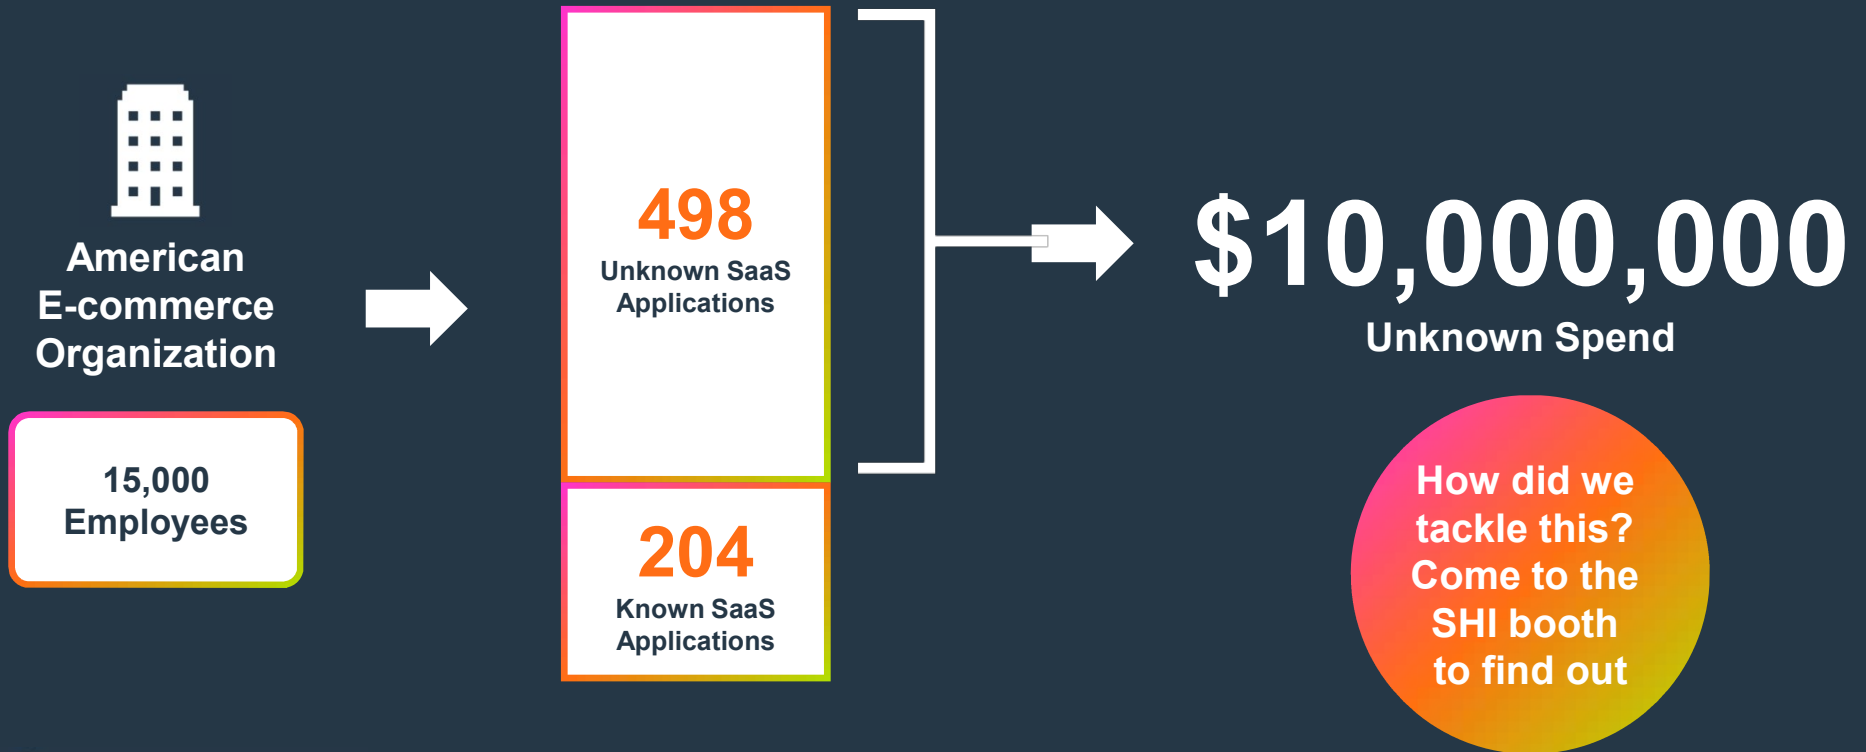 American
E-commerce
Organization
15,000
Employees
498
Unknown SaaS
Applications
204
Known SaaS
Applications
$10,000,000
Unknown Spend
How did we
tackle this?
Come to the
SHI booth
to find out